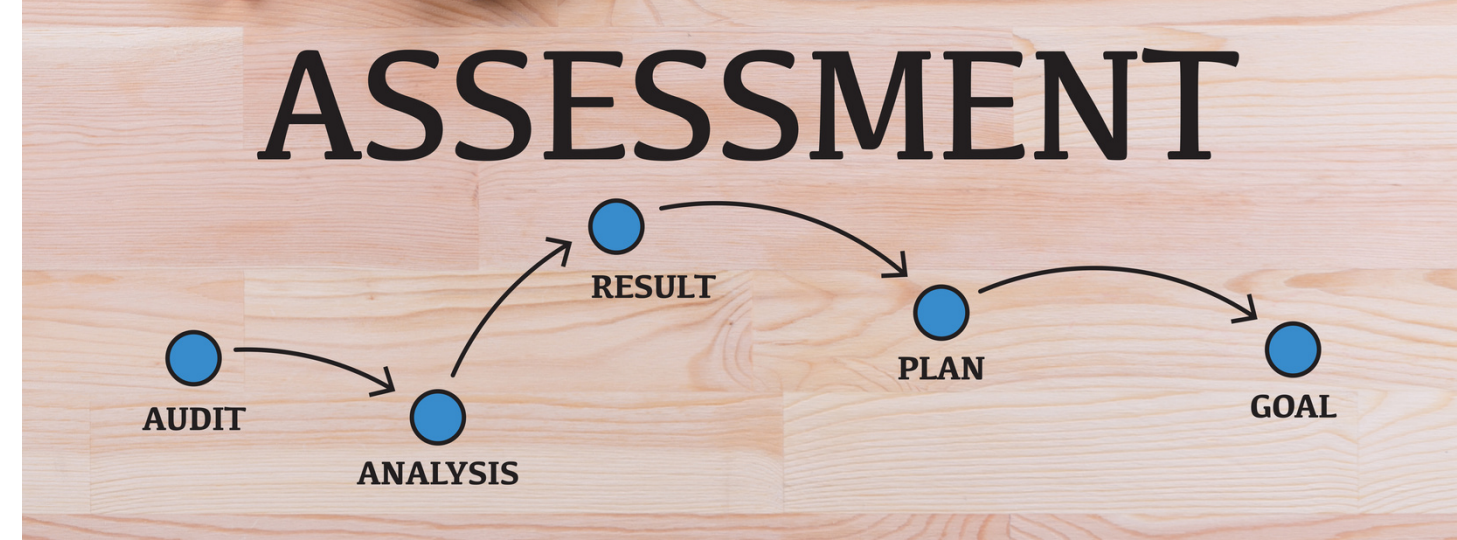 ASSESSMENT
AUDIT
ANALYSIS
RESULT
PLAN
GOAL